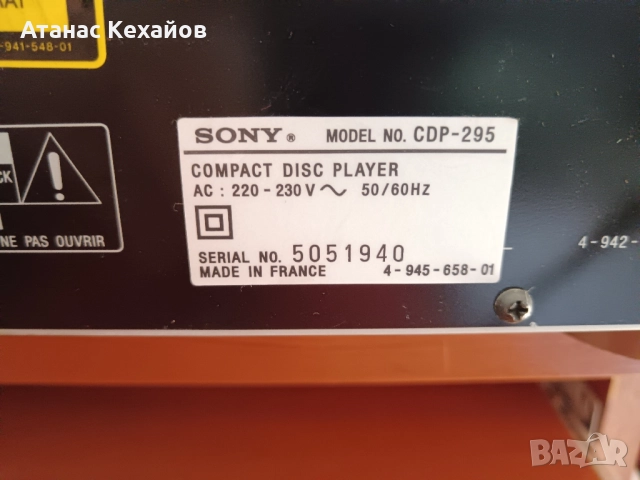 Атанас Кехайов
-941-548-01
NE PAS OUVRIR
SONY® MODEL NO. CDP-295
COMPACT DISC PLAYER
AC : 220 - 230 V ~ 50/60HZ
SERIAL NO. 5051940
MADE IN FRANCE 4-945-658-01
4-942-
BAZAR